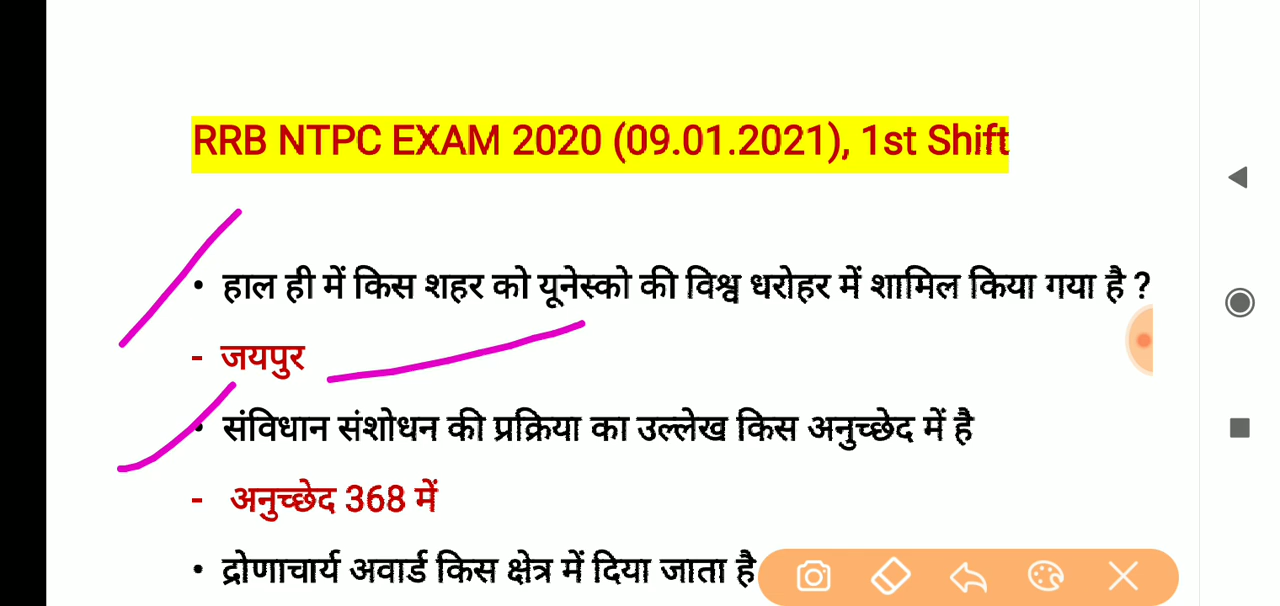 RRB NTPC EXAM 2020 (09.01.2021), 1st Shift
• हाल ही में किस शहर को यूनेस्को की विश्व धरोहर में शामिल किया गया है ?
- जयपुर
• संविधान संशोधन की प्रक्रिया का उल्लेख किस अनुच्छेद में है
- अनुच्छेद 368 में
• द्रोणाचार्य अवार्ड किस क्षेत्र में दिया जाता है